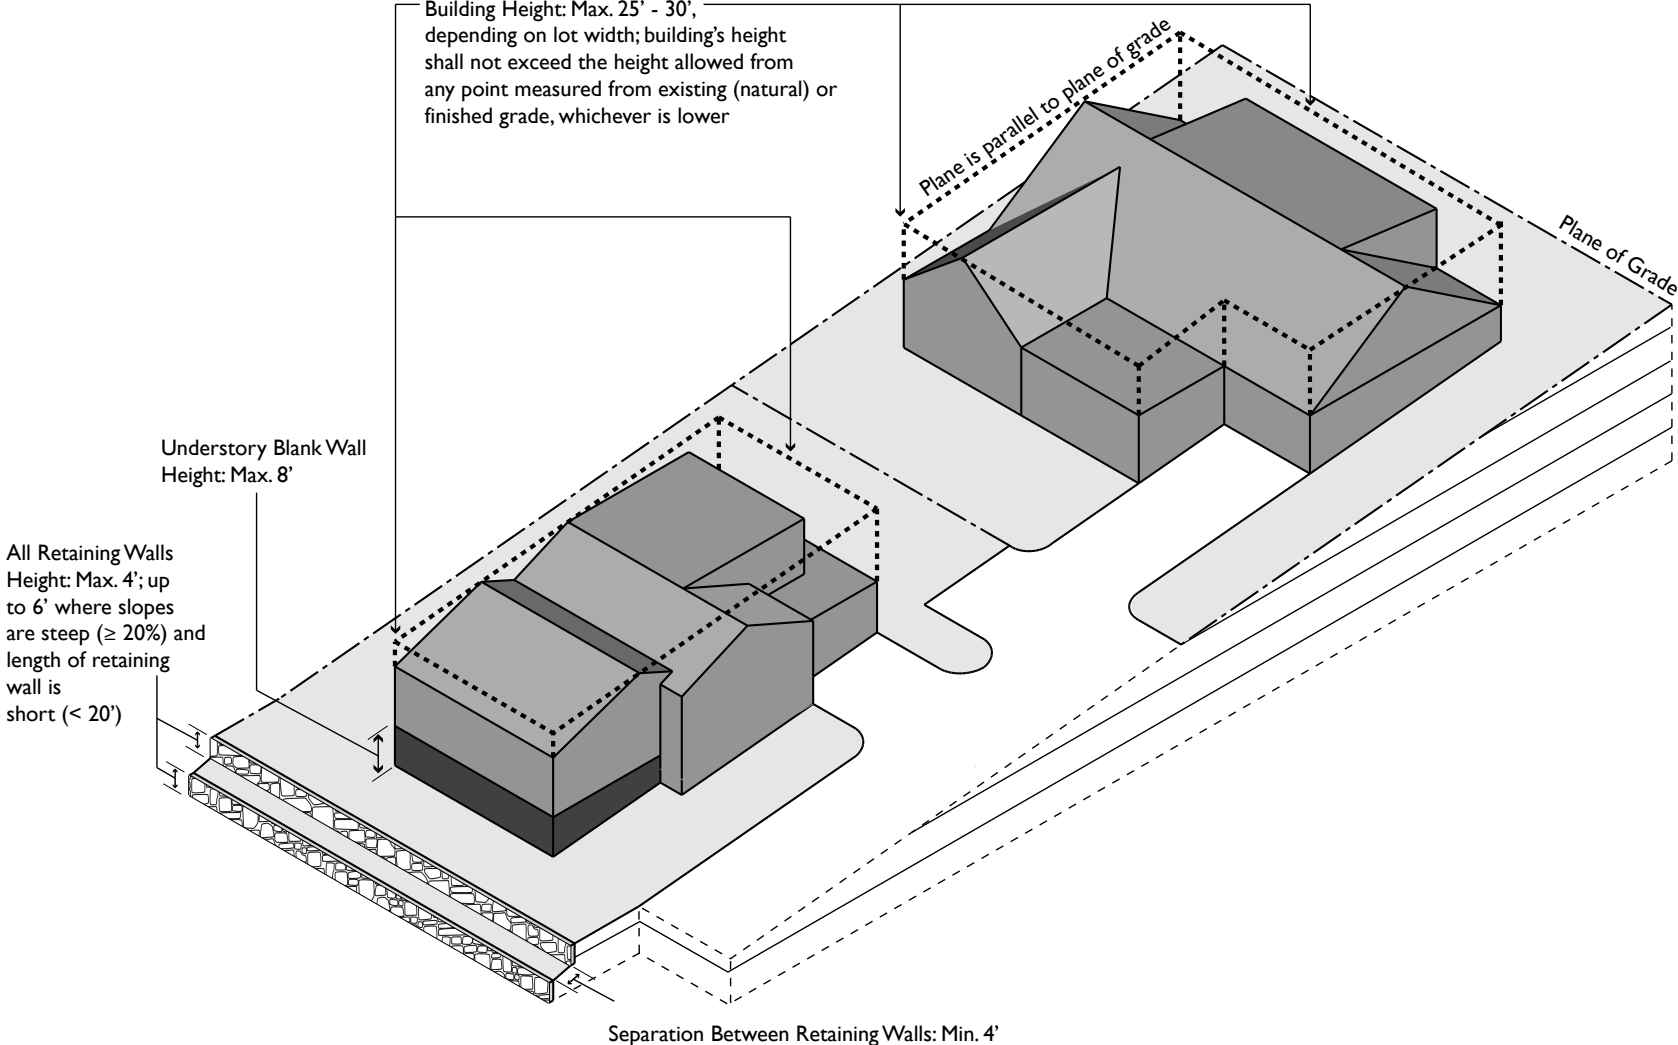 Building Height: Max. 25’ - 30’,
depending on lot width; building’s height
shall not exceed the height allowed from
any point measured from existing (natural) or
finished grade, whichever is lower
Plane is parallel to plane of grade
Plane of Grade
Understory Blank Wall
Height: Max. 8’
All Retaining Walls
Height: Max. 4’; up
to 6’ where slopes
are steep (≥ 20%) and
length of retaining
wall is
short (< 20’)
Separation Between Retaining Walls: Min. 4’